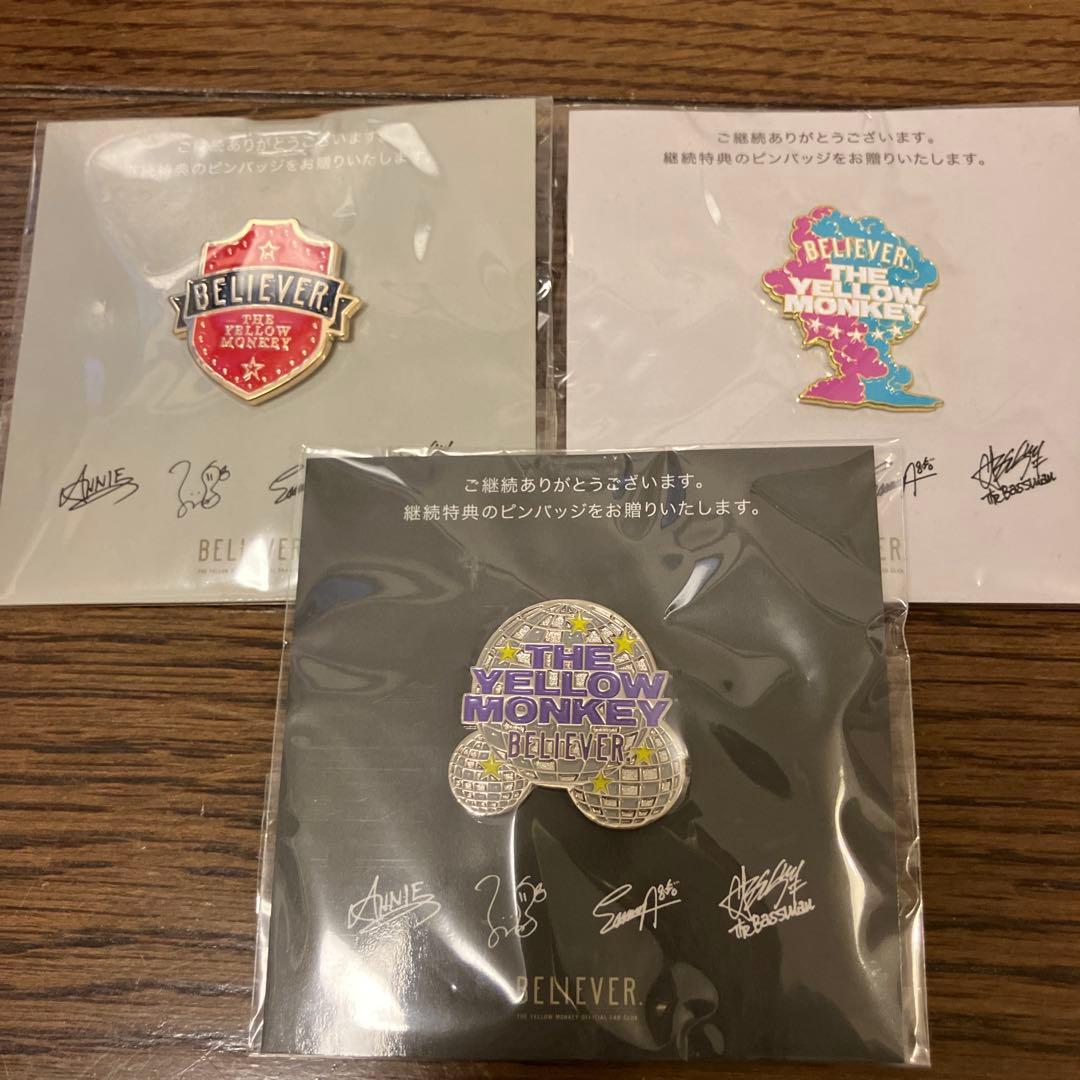 ご継続ありがとうございます。
継続特典のピンバッジをお贈りいたします。
BELIEVER.
THE
YELLOW
MONKEY
ANNIE
BELIEVER
ご継続ありがとうございます。
継続特典のピンバッジをお贈りいたします。
BELIEVER.
THE
YELLOW
MONKEY
The Bassman
ER.
ご継続ありがとうございます。
継続特典のピンバッジをお贈りいたします。
THE
YELLOW
MONKEY
BELIEVER.
ANNIE
The Bassman
BELIEVER.
THE YELLOW MONKEY OFFICIAL FAN CLUB